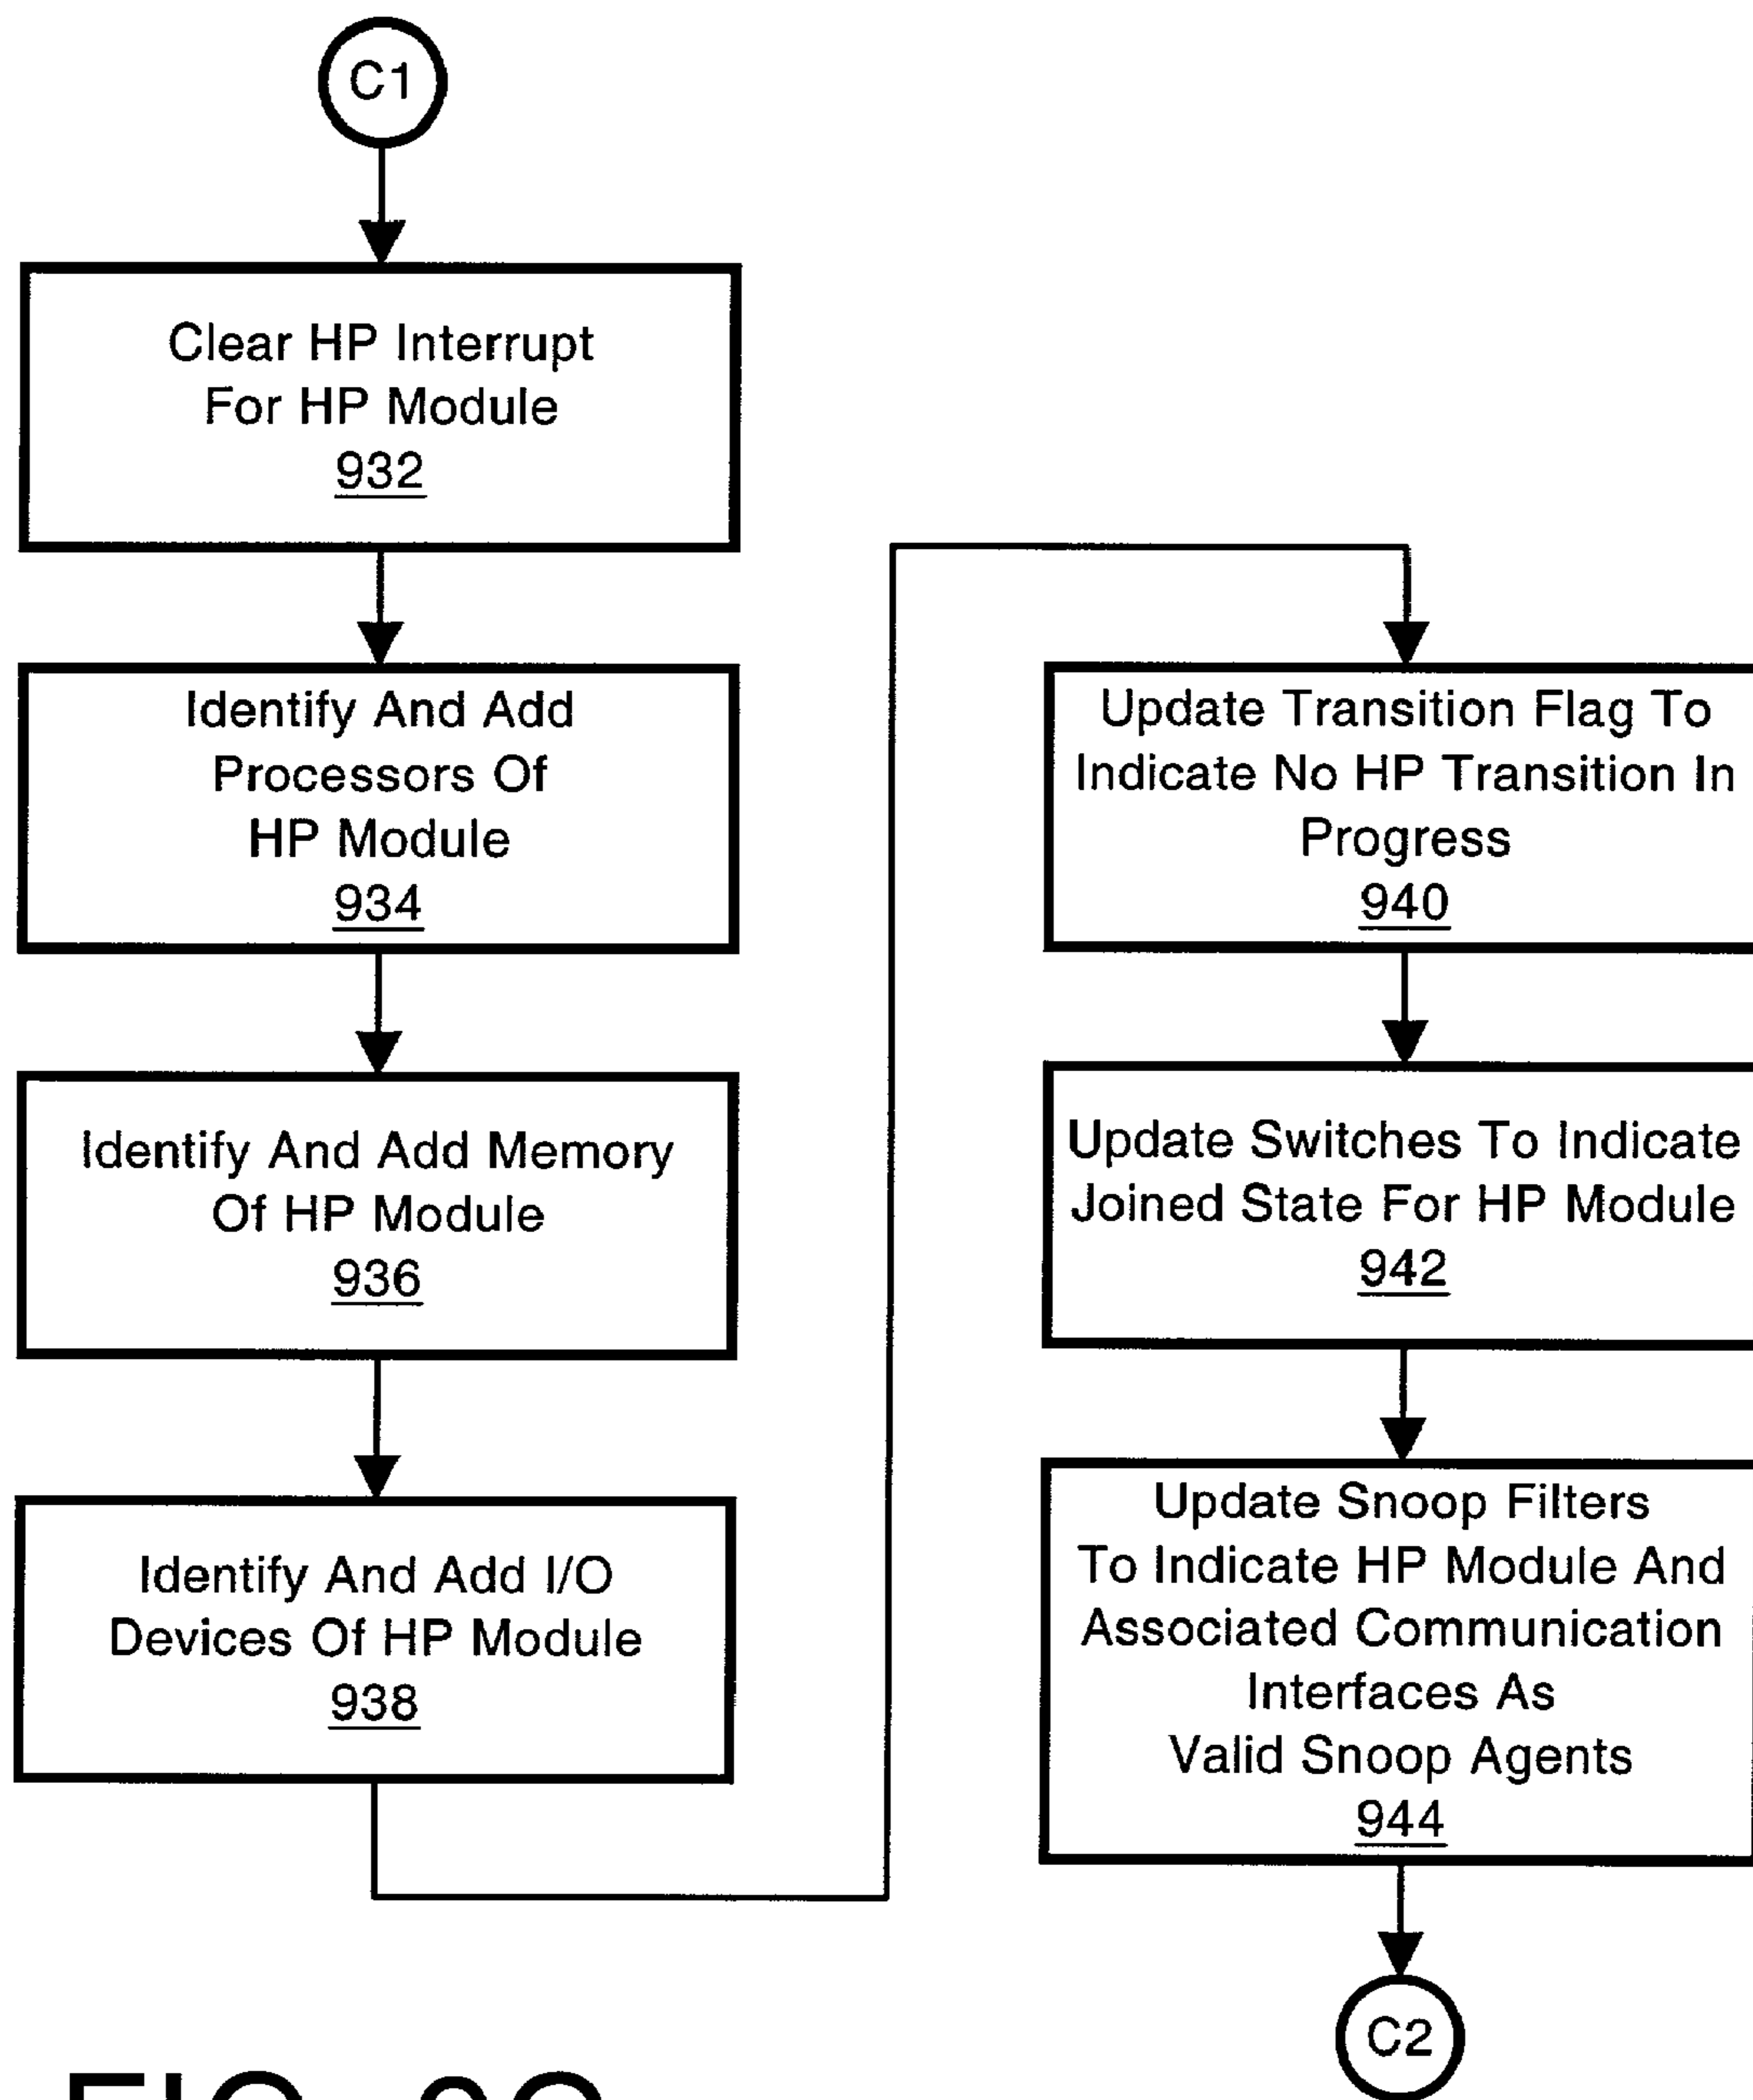 C1
Clear HP Interrupt
For HP Module
932
Identify And Add
Processors Of
HP Module
934
Identify And Add Memory
Of HP Module
936
Identify And Add I/O
Devices Of HP Module
938
Update Transition Flag To
Indicate No HP Transition In
Progress
940
Update Switches To Indicate
Joined State For HP Module
942
Update Snoop Filters
To Indicate HP Module And
Associated Communication
Interfaces As
Valid Snoop Agents
944
C2